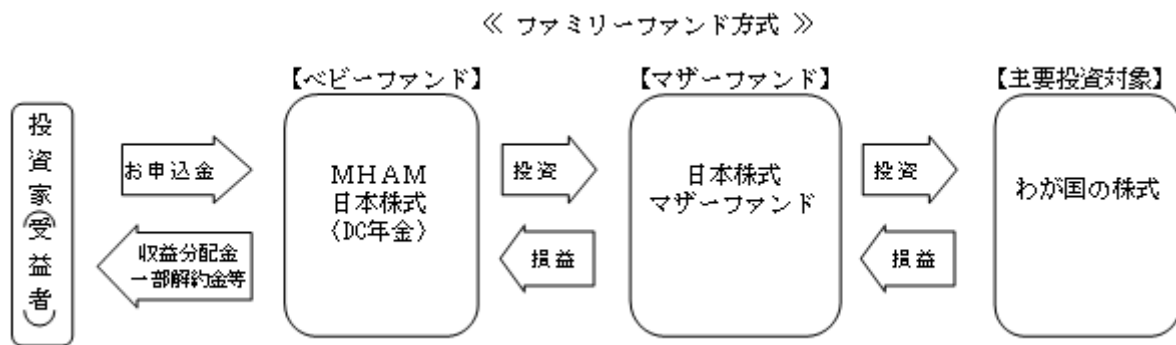 ≪ ファミリーファンド方式 ≫
【ベビーファンド】
【マザーファンド】
【主要投資対象】
投資家(受益者)
お申込金
収益分配金
一部解約金等
MHAM
日本株式
(DC年金)
投資
損益
日本株式
マザーファンド
投資
損益
わが国の株式